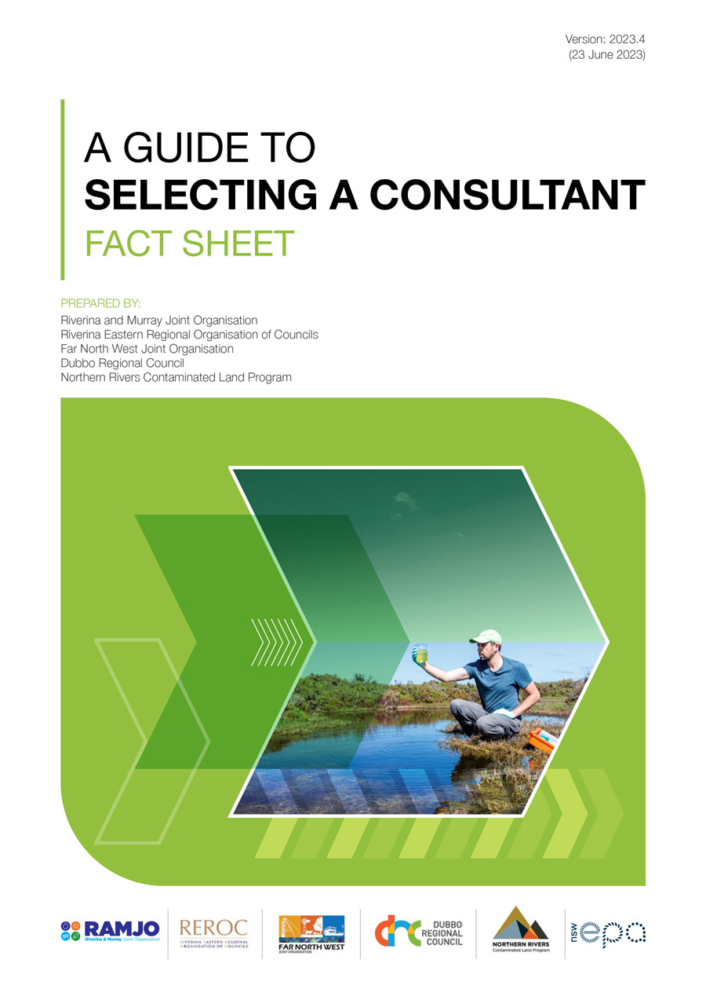 Version: 2023.4
(23 June 2023)
A GUIDE TO
SELECTING A CONSULTANT
FACT SHEET
PREPARED BY:
Riverina and Murray Joint Organisation
Riverina Eastern Regional Organisation of Councils
Far North West Joint Organisation
Dubbo Regional Council
Northern Rivers Contaminated Land Program
RAMJO
Riverina & Murray Joint Organisation
REROC
RIVERINA EASTERN REGIONAL
ORGANISATION OF COUNCILS
FAR NORTH WEST
JOINT ORGANISATION
drc
DUBBO
REGIONAL
COUNCIL
NORTHERN RIVERS
Contaminated Land Program
nsw
epa